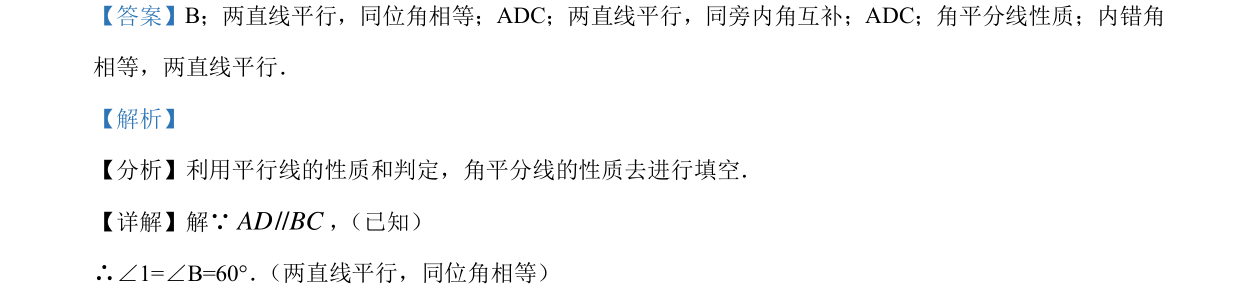 【答案】B；两直线平行，同位角相等；ADC；两直线平行，同旁内角互补；ADC；角平分线性质；内错角
相等，两直线平行．
【解析】
【分析】利用平行线的性质和判定，角平分线的性质去进行填空．
【详解】解∵AD//BC，（已知）
∴∠1=∠B=60°．（两直线平行，同位角相等）